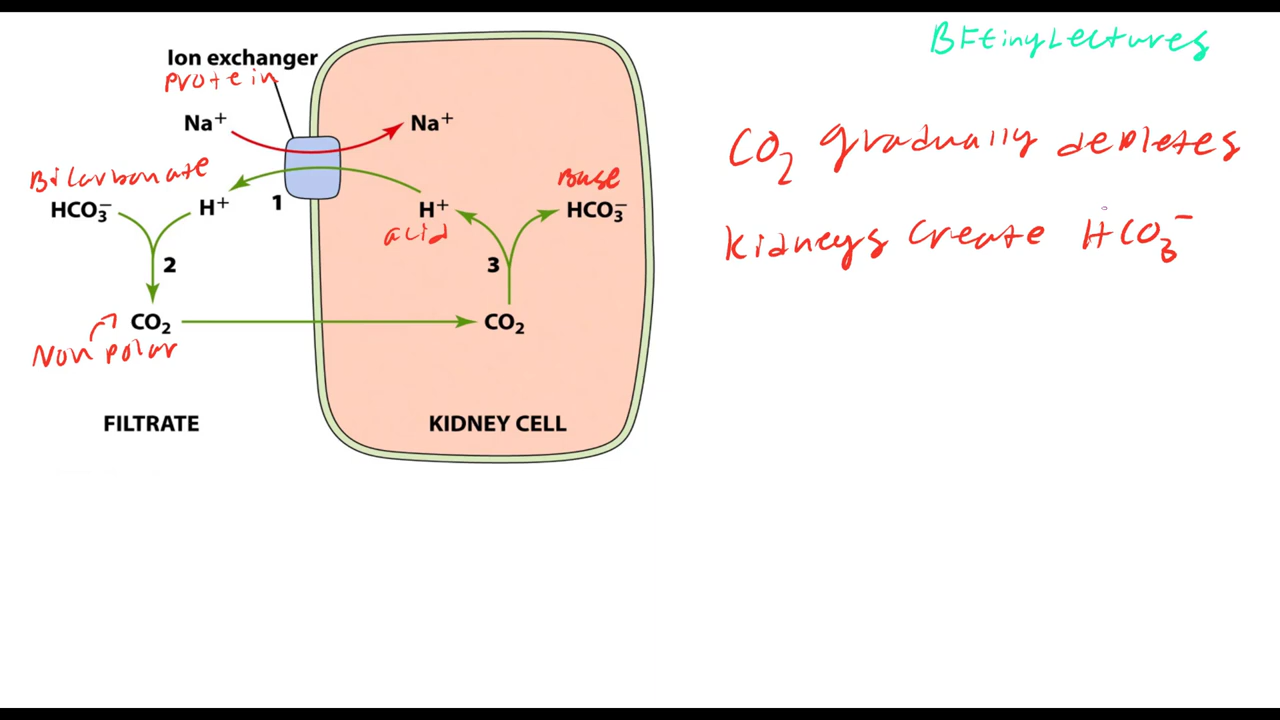 BFtinyLectures
Ion exchanger
protein
Na⁺
Na⁺
CO₂ gradually depletes
Bicarbonate
Base
HCO₃⁻
H⁺
1
H⁺
HCO₃⁻
acid
kidneys create HCO₃⁻
2
3
CO₂
CO₂
Non polar
FILTRATE
KIDNEY CELL